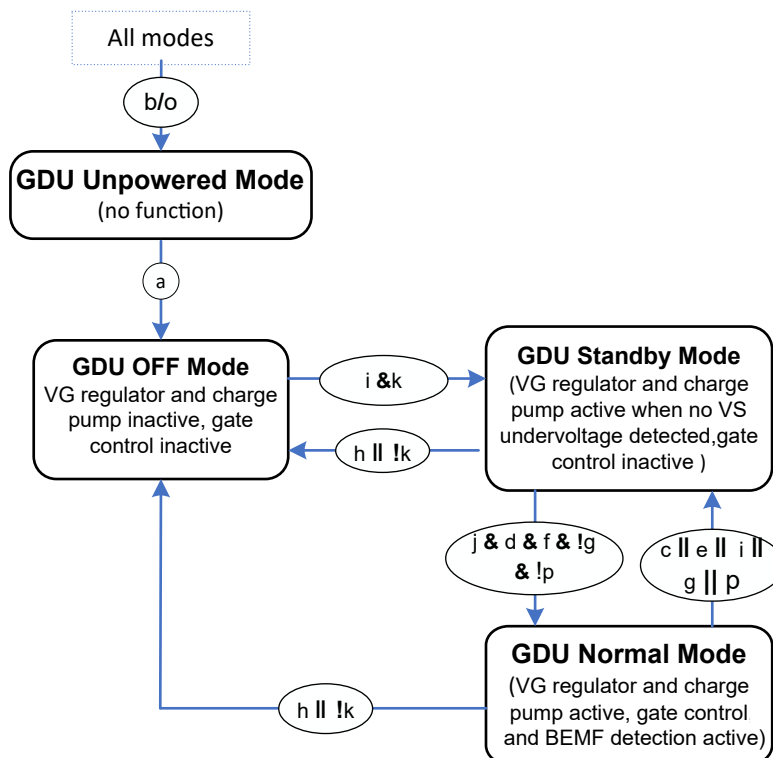 All modes
b/o
GDU Unpowered Mode
(no function)
a
GDU OFF Mode
VG regulator and charge
pump inactive, gate
control inactive
i &k
GDU Standby Mode
(VG regulator and charge
pump active when no VS
undervoltage detected,gate
control inactive )
h || !k
j & d & f & !g
& !p
c || e || i ||
g || p
GDU Normal Mode
(VG regulator and charge
pump active, gate control
and BEMF detection active)
h || !k